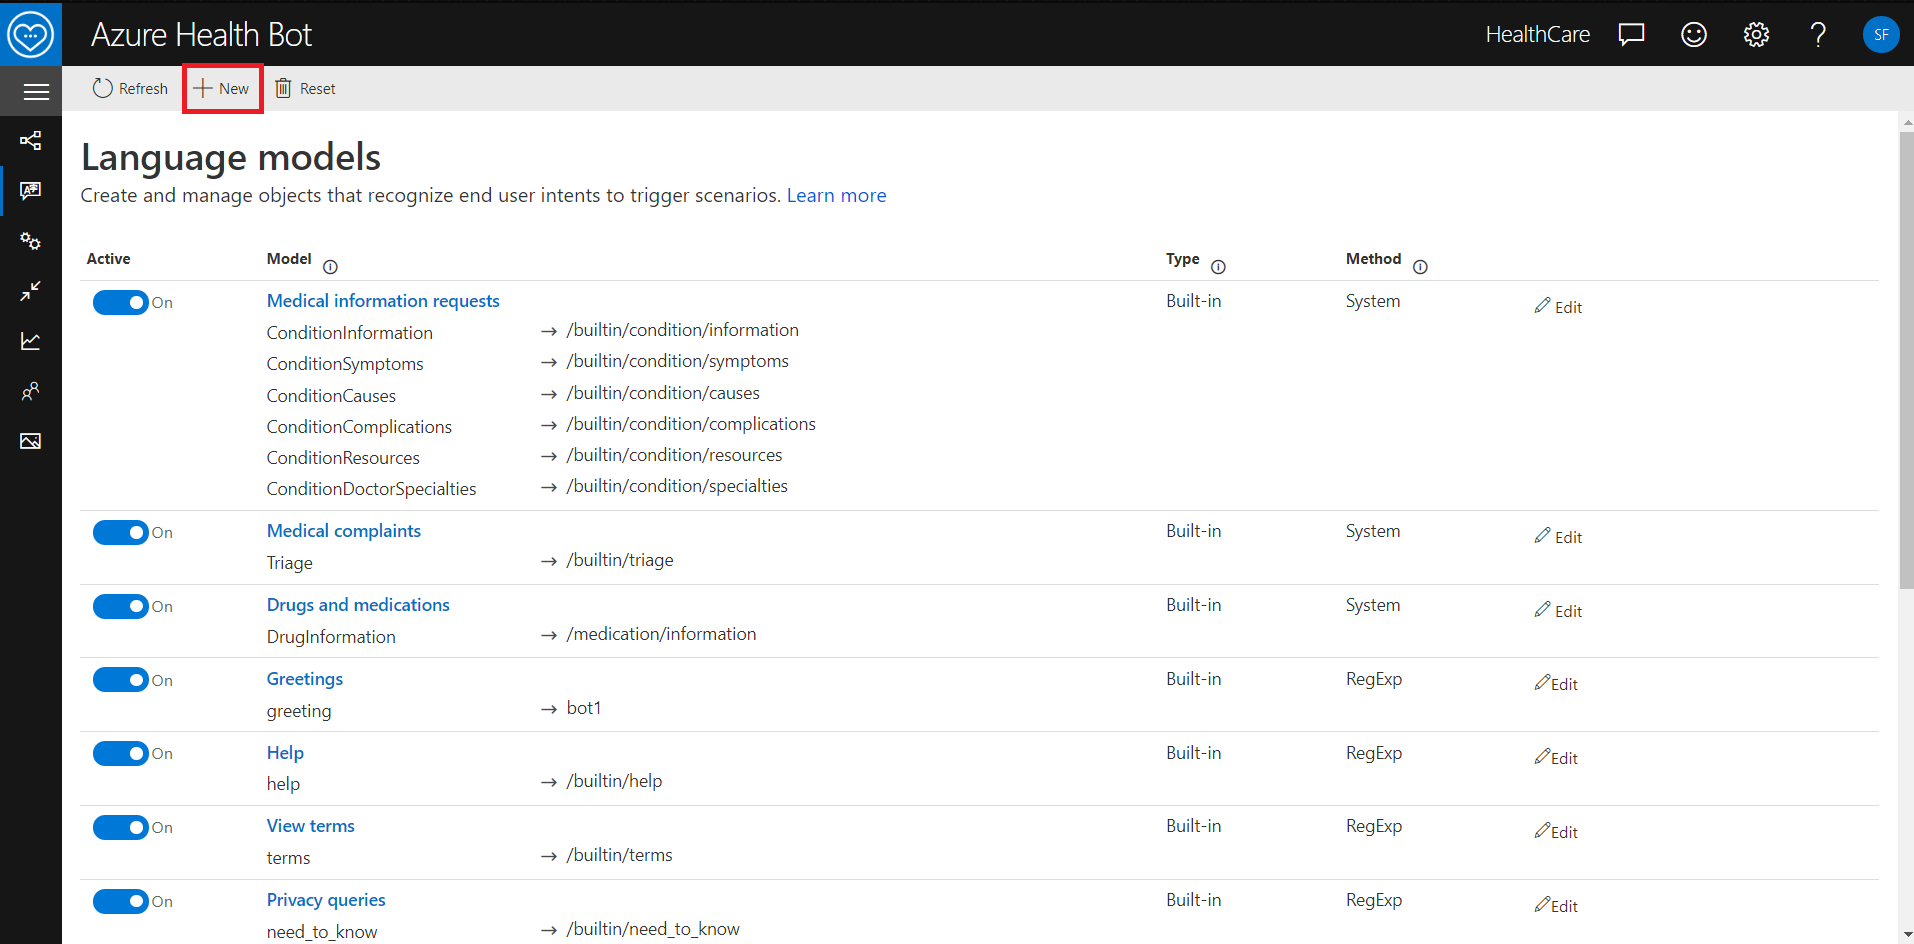 Azure Health Bot
HealthCare
SF
Refresh
New
Reset
Language models
Create and manage objects that recognize end user intents to trigger scenarios. Learn more
Active Model Type Method
On Medical information requests Built-in System Edit
ConditionInformation → /builtin/condition/information
ConditionSymptoms → /builtin/condition/symptoms
ConditionCauses → /builtin/condition/causes
ConditionComplications → /builtin/condition/complications
ConditionResources → /builtin/condition/resources
ConditionDoctorSpecialties → /builtin/condition/specialties
On Medical complaints Built-in System Edit
Triage → /builtin/triage
On Drugs and medications Built-in System Edit
DrugInformation → /medication/information
On Greetings Built-in RegExp Edit
greeting → bot1
On Help Built-in RegExp Edit
help → /builtin/help
On View terms Built-in RegExp Edit
terms → /builtin/terms
On Privacy queries Built-in RegExp Edit
need_to_know → /builtin/need_to_know